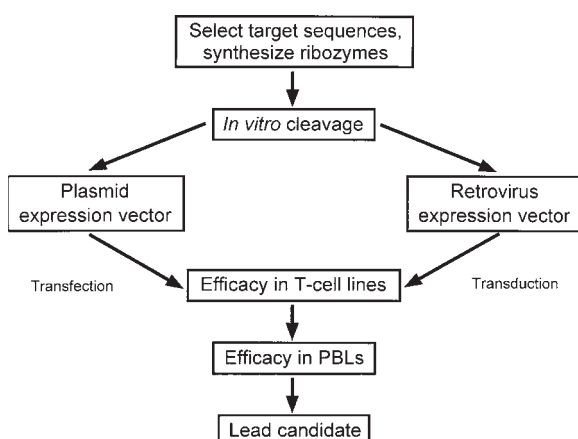 Select target sequences,
synthesize ribozymes
In vitro cleavage
Plasmid
expression vector
Retrovirus
expression vector
Transfection
Efficacy in T-cell lines
Transduction
Efficacy in PBLs
Lead candidate